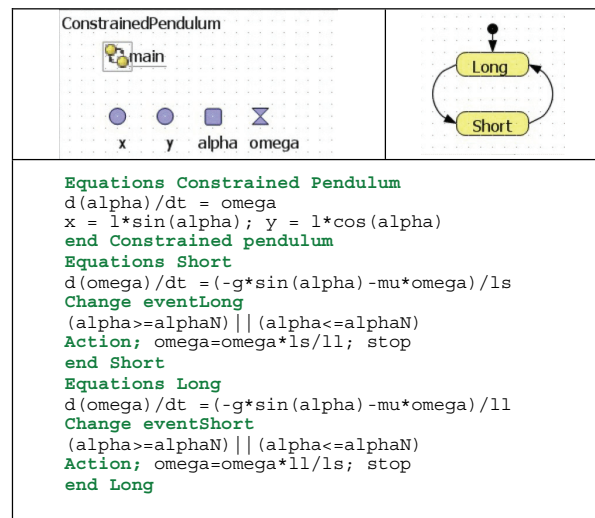 ConstrainedPendulum
main
x y alpha omega
Long
Short
Equations Constrained Pendulum
d(alpha)/dt = omega
x = l*sin(alpha); y = l*cos(alpha)
end Constrained pendulum
Equations Short
d(omega)/dt =(-g*sin(alpha)-mu*omega)/ls
Change eventLong
(alpha>=alphaN)||(alpha<=alphaN)
Action; omega=omega*ls/ll; stop
end Short
Equations Long
d(omega)/dt =(-g*sin(alpha)-mu*omega)/ll
Change eventShort
(alpha>=alphaN)||(alpha<=alphaN)
Action; omega=omega*ll/ls; stop
end Long